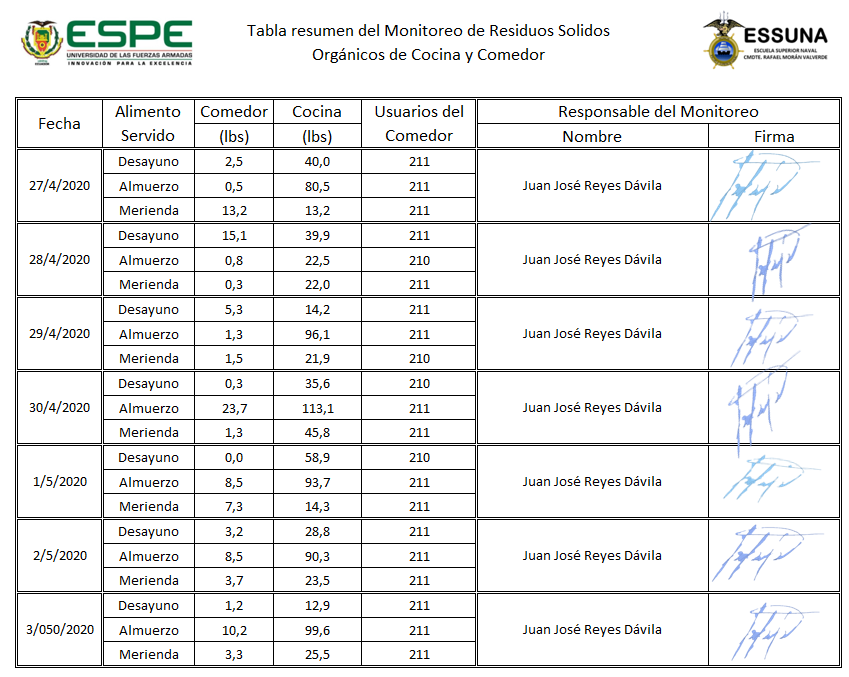 ESPE
UNIVERSIDAD DE LAS FUERZAS ARMADAS
INNOVACIÓN PARA LA EXCELENCIA
Tabla resumen del Monitoreo de Residuos Solidos
Orgánicos de Cocina y Comedor
ESSUNA
ESCUELA SUPERIOR NAVAL
CMDTE. RAFAEL MORÁN VALVERDE
Fecha Alimento Servido Comedor (lbs) Cocina (lbs) Usuarios del Comedor Responsable del Monitoreo
Nombre Firma
27/4/2020 Juan José Reyes Dávila
Desayuno 2,5 40,0 211
Almuerzo 0,5 80,5 211
Merienda 13,2 13,2 211
28/4/2020 Juan José Reyes Dávila
Desayuno 15,1 39,9 211
Almuerzo 0,8 22,5 210
Merienda 0,3 22,0 211
29/4/2020 Juan José Reyes Dávila
Desayuno 5,3 14,2 211
Almuerzo 1,3 96,1 211
Merienda 1,5 21,9 210
30/4/2020 Juan José Reyes Dávila
Desayuno 0,3 35,6 210
Almuerzo 23,7 113,1 211
Merienda 1,3 45,8 211
1/5/2020 Juan José Reyes Dávila
Desayuno 0,0 58,9 210
Almuerzo 8,5 93,7 211
Merienda 7,3 14,3 211
2/5/2020 Juan José Reyes Dávila
Desayuno 3,2 28,8 211
Almuerzo 8,5 90,3 211
Merienda 3,7 23,5 211
3/050/2020 Juan José Reyes Dávila
Desayuno 1,2 12,9 211
Almuerzo 10,2 99,6 211
Merienda 3,3 25,5 211